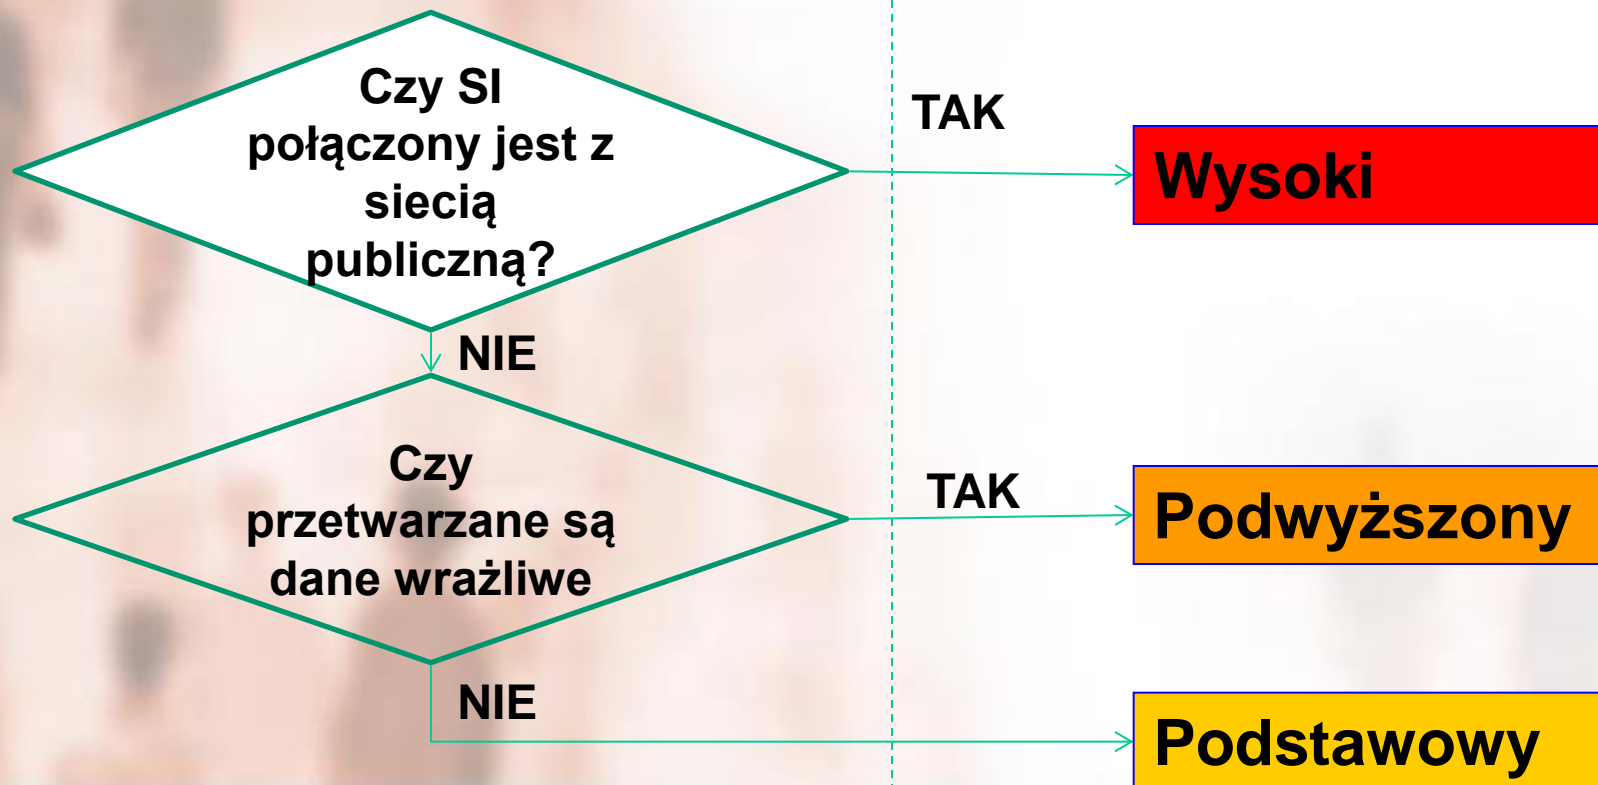 Czy SI
połączony jest z
siecią
publiczną?
TAK
Wysoki
NIE
Czy
przetwarzane są
dane wrażliwe
TAK
Podwyższony
NIE
Podstawowy